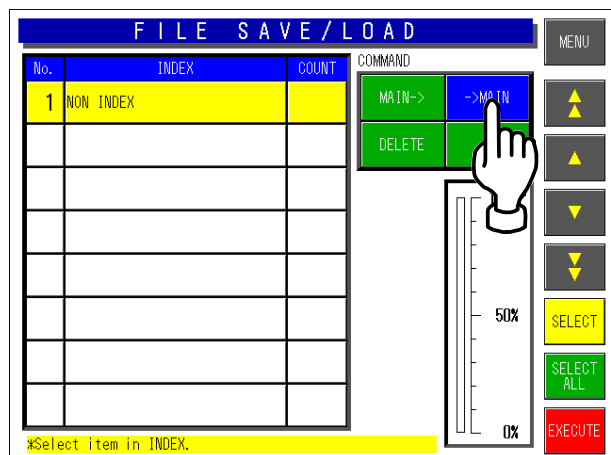 FILE SAVE/LOAD
MENU
No. INDEX COUNT
COMMAND
1 NON INDEX
MAIN-> ->MAIN
DELETE
50%
SELECT
SELECT
ALL
0%
EXECUTE
*Select item in INDEX.